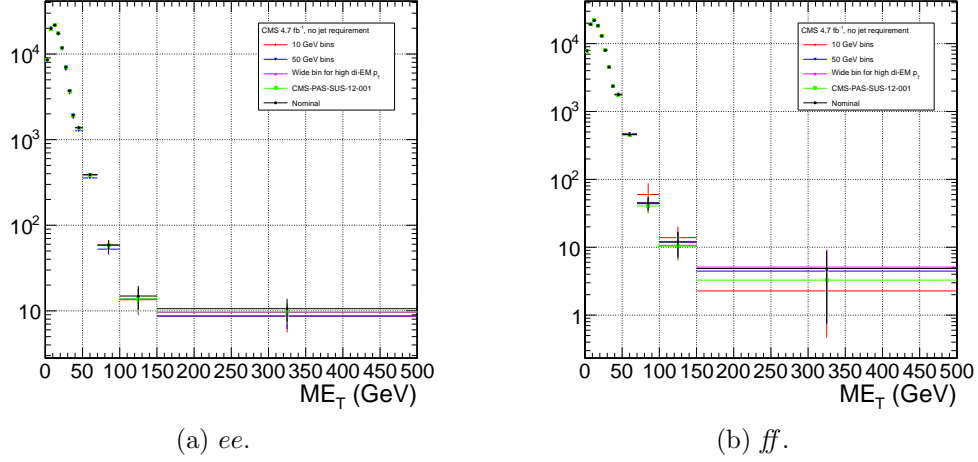 CMS 4.7 fb⁻¹, no jet requirement
10 GeV bins
50 GeV bins
Wide bin for high di-EM p_T
CMS-PAS-SUS-12-001
Nominal
10⁴
10³
10²
10
0 50 100 150 200 250 300 350 400 450 500
ME_T (GeV)
(a) ee.
CMS 4.7 fb⁻¹, no jet requirement
10 GeV bins
50 GeV bins
Wide bin for high di-EM p_T
CMS-PAS-SUS-12-001
Nominal
10⁴
10³
10²
10
1
0 50 100 150 200 250 300 350 400 450 500
ME_T (GeV)
(b) ff.